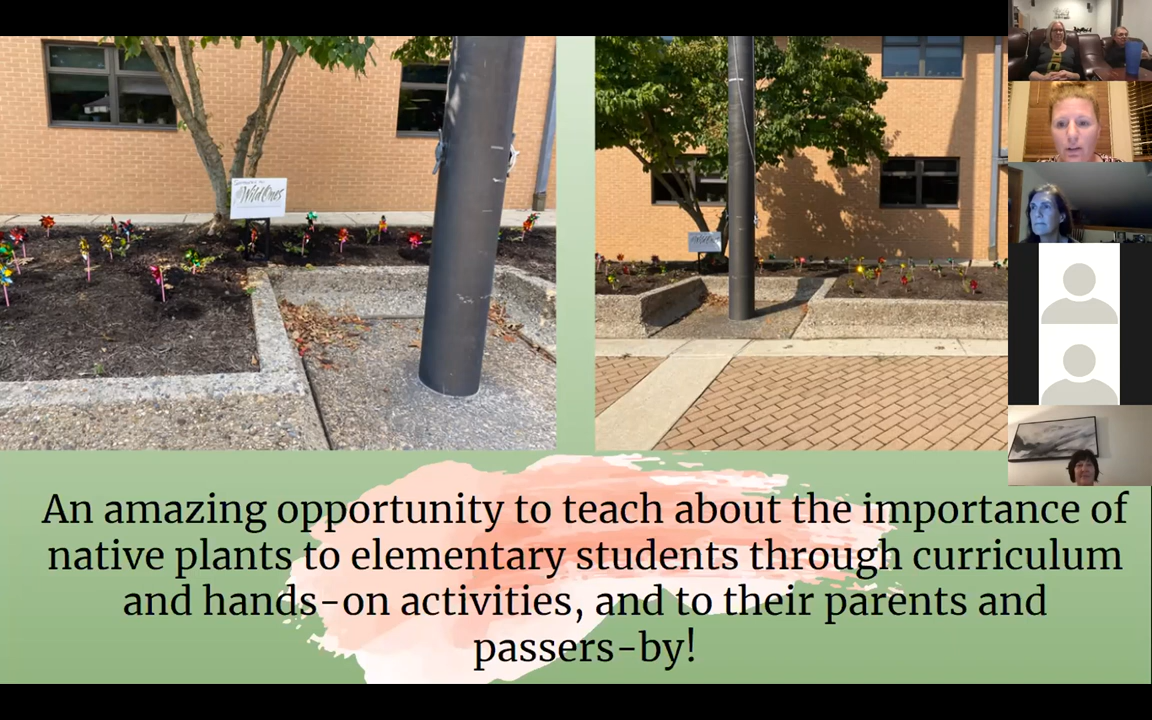 WildOnes
An amazing opportunity to teach about the importance of
native plants to elementary students through curriculum
and hands-on activities, and to their parents and
passers-by!